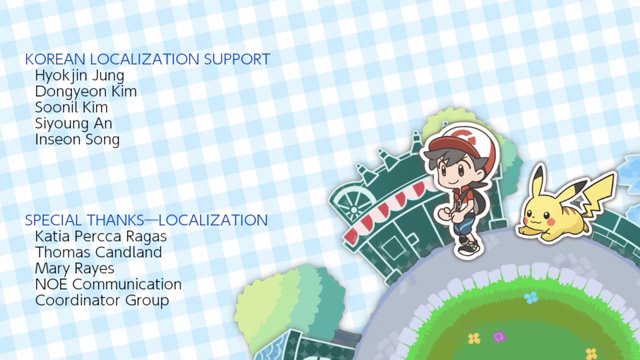 KOREAN LOCALIZATION SUPPORT
Hyokjin Jung
Dongyeon Kim
Soonil Kim
Siyoung An
Inseon Song
SPECIAL THANKS—LOCALIZATION
Katia Percca Ragas
Thomas Candland
Mary Rayes
NOE Communication
Coordinator Group